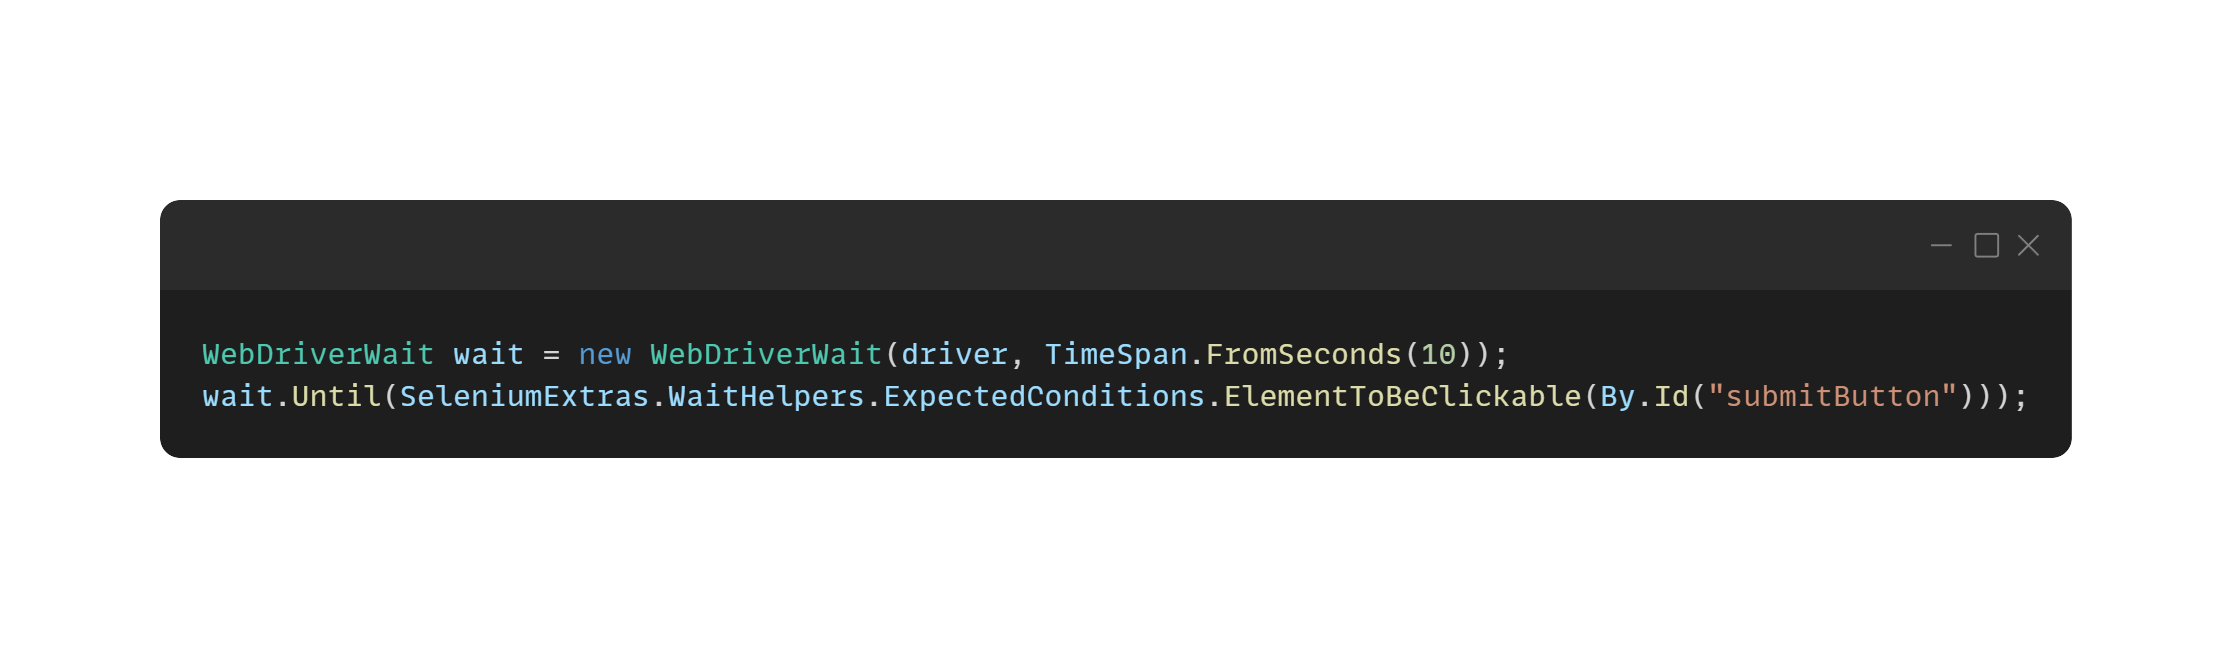 WebDriverWait wait = new WebDriverWait(driver, TimeSpan.FromSeconds(10));
wait.Until(SeleniumExtras.WaitHelpers.ExpectedConditions.ElementToBeClickable(By.Id("submitButton")));